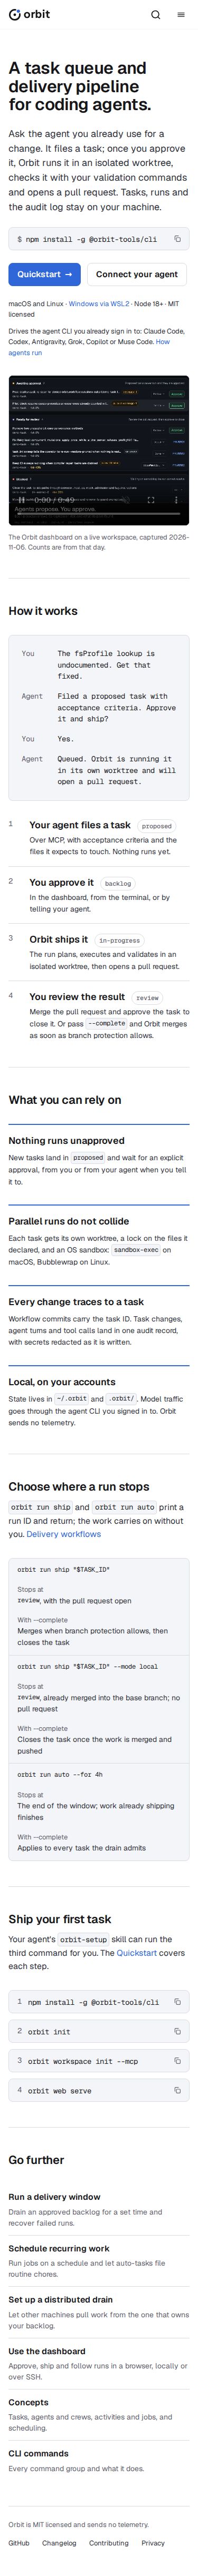 orbit
A task queue and
delivery pipeline
for coding agents.
Ask the agent you already use for a
change. It files a task; once you approve
it, Orbit runs it in an isolated worktree,
checks it with your validation commands
and opens a pull request. Tasks, runs and
the audit log stay on your machine.
$ npm install -g @orbit-tools/cli
Quickstart →
Connect your agent
macOS and Linux · Windows via WSL2 · Node 18+ · MIT
licensed
Drives the agent CLI you already sign in to: Claude Code,
Codex, Antigravity, Grok, Copilot or Muse Code. How
agents run
0:00 / 0:49
Agents propose. You approve.
The Orbit dashboard on a live workspace, captured 2026-
11-06. Counts are from that day.
How it works
You The fsProfile lookup is
undocumented. Get that
fixed.
Agent Filed a proposed task with
acceptance criteria. Approve
it and ship?
You Yes.
Agent Queued. Orbit is running it
in its own worktree and will
open a pull request.
1 Your agent files a task proposed
Over MCP, with acceptance criteria and the
files it expects to touch. Nothing runs yet.
2 You approve it backlog
In the dashboard, from the terminal, or by
telling your agent.
3 Orbit ships it in-progress
The run plans, executes and validates in an
isolated worktree, then opens a pull request.
4 You review the result review
Merge the pull request and approve the task to
close it. Or pass --complete and Orbit merges
as soon as branch protection allows.
What you can rely on
Nothing runs unapproved
New tasks land in proposed and wait for an explicit
approval, from you or from your agent when you tell
it to.
Parallel runs do not collide
Each task gets its own worktree, a lock on the files it
declared, and an OS sandbox: sandbox-exec on
macOS, Bubblewrap on Linux.
Every change traces to a task
Workflow commits carry the task ID. Task changes,
agent turns and tool calls land in one audit record,
with secrets redacted as it is written.
Local, on your accounts
State lives in ~/.orbit and .orbit/. Model traffic
goes through the agent CLI you signed in to. Orbit
sends no telemetry.
Choose where a run stops
orbit run ship and orbit run auto print a
run ID and return; the work carries on without
you. Delivery workflows
orbit run ship "$TASK_ID"
Stops at
review, with the pull request open
With --complete
Merges when branch protection allows, then
closes the task
orbit run ship "$TASK_ID" --mode local
Stops at
review, already merged into the base branch; no
pull request
With --complete
Closes the task once the work is merged and
pushed
orbit run auto --for 4h
Stops at
The end of the window; work already shipping
finishes
With --complete
Applies to every task the drain admits
Ship your first task
Your agent's orbit-setup skill can run the
third command for you. The Quickstart covers
each step.
1 npm install -g @orbit-tools/cli
2 orbit init
3 orbit workspace init --mcp
4 orbit web serve
Go further
Run a delivery window
Drain an approved backlog for a set time and
recover failed runs.
Schedule recurring work
Run jobs on a schedule and let auto-tasks file
routine chores.
Set up a distributed drain
Let other machines pull work from the one that owns
your backlog.
Use the dashboard
Approve, ship and follow runs in a browser, locally or
over SSH.
Concepts
Tasks, agents and crews, activities and jobs, and
scheduling.
CLI commands
Every command group and what it does.
Orbit is MIT licensed and sends no telemetry.
GitHub Changelog Contributing Privacy